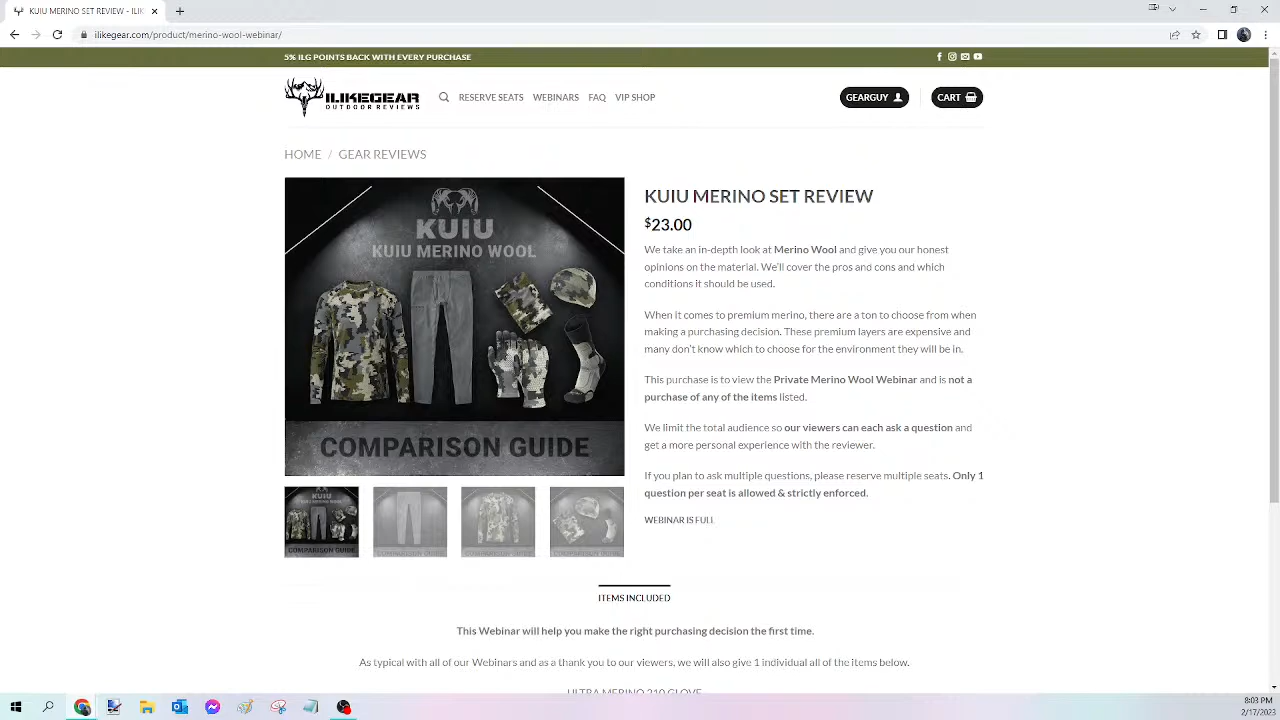 KUIU MERINO SET REVIEW - ILIK
ilikegear.com/product/merino-wool-webinar/
5% ILG POINTS BACK WITH EVERY PURCHASE
ILIKEGEAR
OUTDOOR REVIEWS
RESERVE SEATS
WEBINARS
FAQ
VIP SHOP
GEARGUY
CART
HOME / GEAR REVIEWS
KUIU
KUIU MERINO WOOL
COMPARISON GUIDE
KUIU MERINO SET REVIEW
$23.00
We take an in-depth look at Merino Wool and give you our honest
opinions on the material. We'll cover the pros and cons and which
conditions it should be used.
When it comes to premium merino, there are a ton to choose from when
making a purchasing decision. These premium layers are expensive and
many don't know which to choose for the environment they will be in.
This purchase is to view the Private Merino Wool Webinar and is not a
purchase of any of the items listed.
We limit the total audience so our viewers can each ask a question and
get a more personal experience with the reviewer.
If you plan to ask multiple questions, please reserve multiple seats. Only 1
question per seat is allowed & strictly enforced.
WEBINAR IS FULL
KUIU
COMPARISON GUIDE
ITEMS INCLUDED
This Webinar will help you make the right purchasing decision the first time.
As typical with all of our Webinars and as a thank you to our viewers, we will also give 1 individual all of the items below.
ULTRA MERINO 210 GLOVE
8:03 PM
2/17/2023